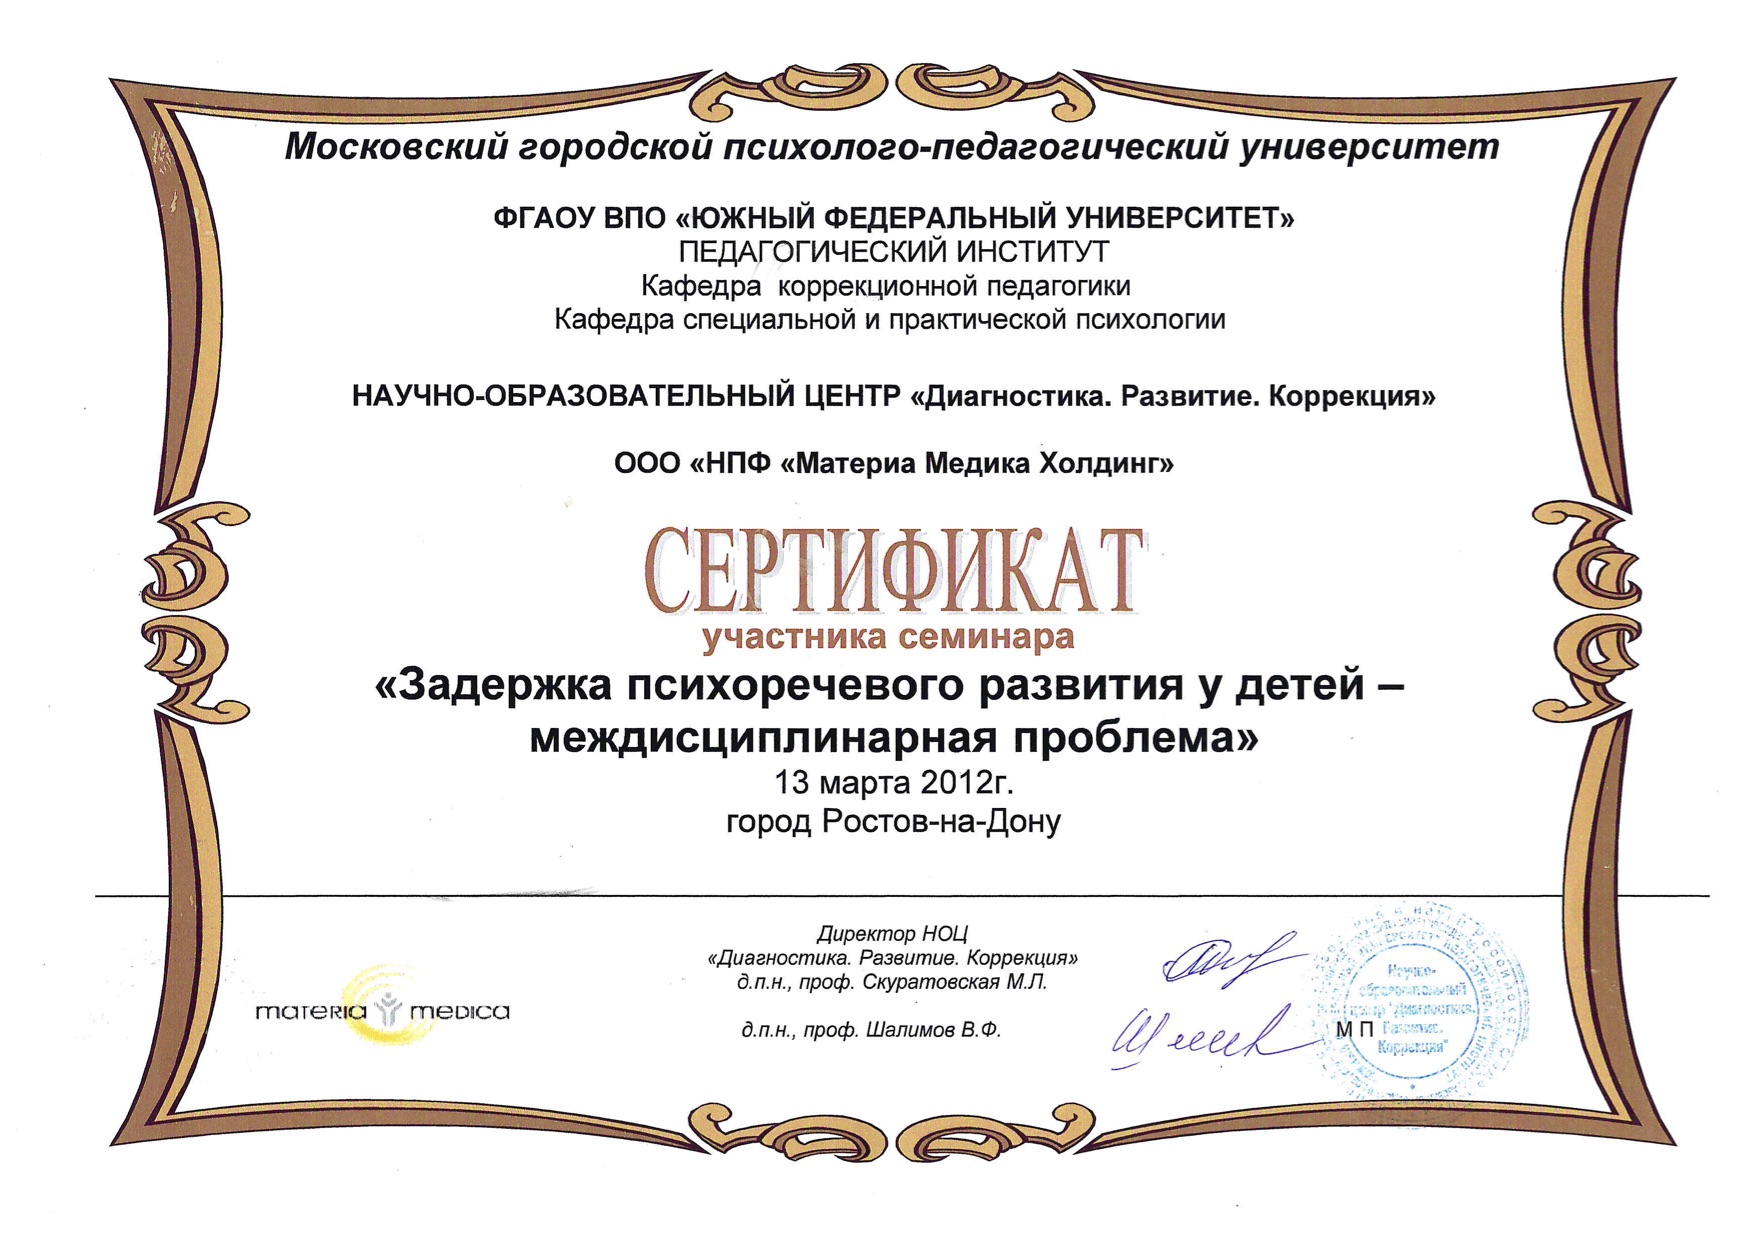 Московский городской психолого-педагогический университет
ФГАОУ ВПО «ЮЖНЫЙ ФЕДЕРАЛЬНЫЙ УНИВЕРСИТЕТ»
ПЕДАГОГИЧЕСКИЙ ИНСТИТУТ
Кафедра коррекционной педагогики
Кафедра специальной и практической психологии
НАУЧНО-ОБРАЗОВАТЕЛЬНЫЙ ЦЕНТР «Диагностика. Развитие. Коррекция»
ООО «НПФ «Материа Медика Холдинг»
СЕРТИФИКАТ
участника семинара
«Задержка психоречевого развития у детей –
междисциплинарная проблема»
13 марта 2012г.
город Ростов-на-Дону
Директор НОЦ
«Диагностика. Развитие. Коррекция»
д.п.н., проф. Скуратовская М.Л.
д.п.н., проф. Шалимов В.Ф.
materia medica
МП
Научно-
образовательный
центр "Диагностика.
Развитие.
Коррекция"